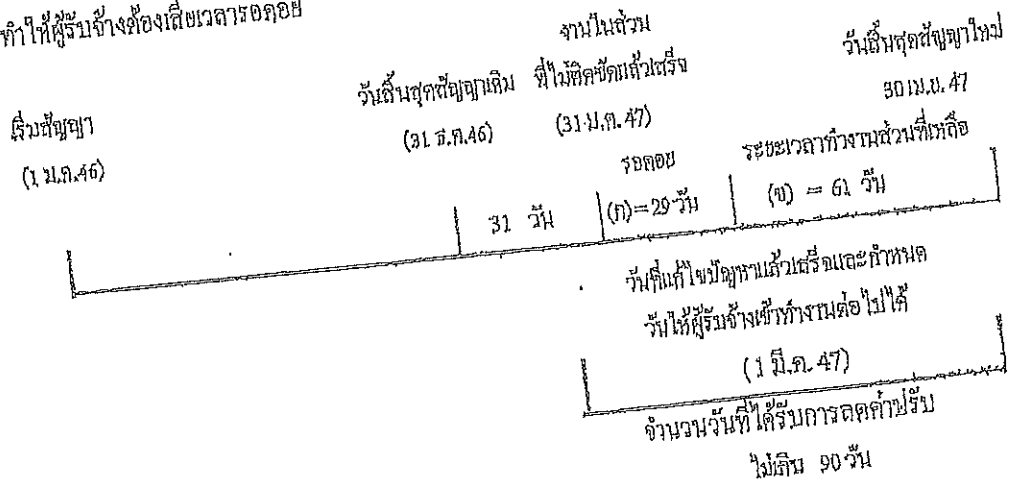 ทำให้ผู้รับจ้างต้องเสียเวลารอคอย
เริ่มสัญญา
(1 ม.ค.46)
วันสิ้นสุดสัญญาเดิม
(31 ธ.ค.46)
งานในส่วน
ที่ไม่ติดขัดแล้วเสร็จ
(31 ม.ค. 47)
วันสิ้นสุดสัญญาใหม่
30 เม.ย. 47
31 วัน
รอคอย
(ก)=29 วัน
ระยะเวลาทำงานส่วนที่เหลือ
(ข) = 61 วัน
วันที่แก้ไขปัญหาแล้วเสร็จและกำหนด
วันให้ผู้รับจ้างเข้าทำงานต่อไปได้
(1 มี.ค. 47)
จำนวนวันที่ได้รับการลดค่าปรับ
ไม่เกิน 90 วัน